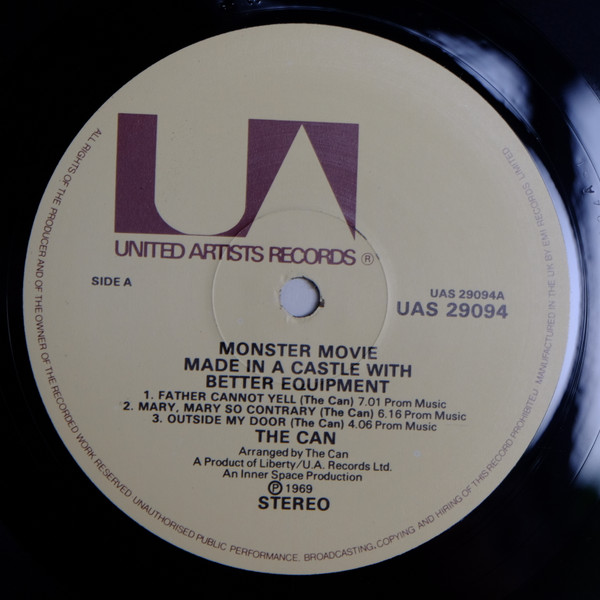 UA
UNITED ARTISTS RECORDS ®
SIDE A
UAS 29094A
UAS 29094
MONSTER MOVIE
MADE IN A CASTLE WITH
BETTER EQUIPMENT
1. FATHER CANNOT YELL (The Can) 7.01 Prom Music
2. MARY, MARY SO CONTRARY (The Can) 6.16 Prom Music
3. OUTSIDE MY DOOR (The Can) 4.06 Prom Music
THE CAN
Arranged by The Can
A Product of Liberty/U.A. Records Ltd.
An Inner Space Production
℗ 1969
STEREO
ALL RIGHTS OF THE PRODUCER AND OF THE OWNER OF THE RECORDED WORK RESERVED UNAUTHORISED PUBLIC PERFORMANCE, BROADCASTING, COPYING AND HIRING OF THIS RECORD PROHIBITED MANUFACTURED IN THE UK BY EMI RECORDS LIMITED